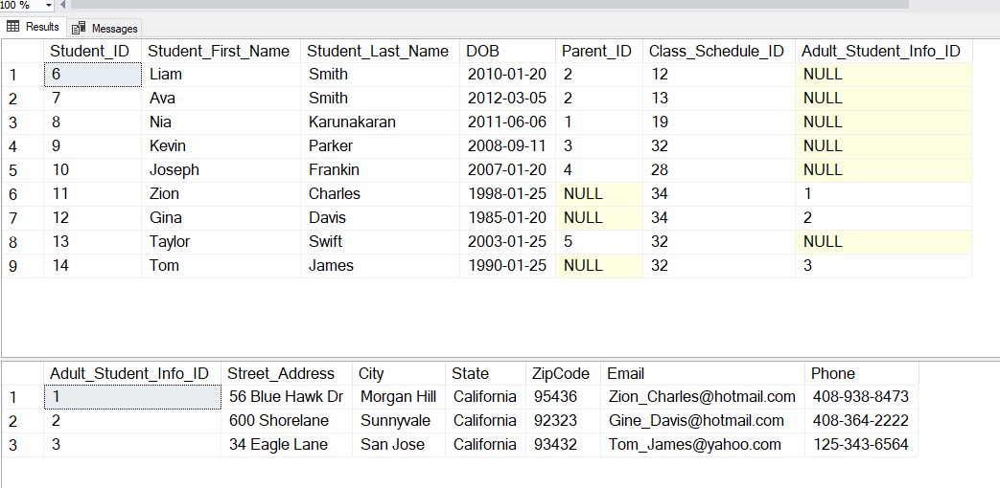 100 %
Results Messages
Student_ID Student_First_Name Student_Last_Name DOB Parent_ID Class_Schedule_ID Adult_Student_Info_ID
1 6 Liam Smith 2010-01-20 2 12 NULL
2 7 Ava Smith 2012-03-05 2 13 NULL
3 8 Nia Karunakaran 2011-06-06 1 19 NULL
4 9 Kevin Parker 2008-09-11 3 32 NULL
5 10 Joseph Frankin 2007-01-20 4 28 NULL
6 11 Zion Charles 1998-01-25 NULL 34 1
7 12 Gina Davis 1985-01-20 NULL 34 2
8 13 Taylor Swift 2003-01-25 5 32 NULL
9 14 Tom James 1990-01-25 NULL 32 3
Adult_Student_Info_ID Street_Address City State ZipCode Email Phone
1 1 56 Blue Hawk Dr Morgan Hill California 95436 Zion_Charles@hotmail.com 408-938-8473
2 2 600 Shorelane Sunnyvale California 92323 Gine_Davis@hotmail.com 408-364-2222
3 3 34 Eagle Lane San Jose California 93432 Tom_James@yahoo.com 125-343-6564